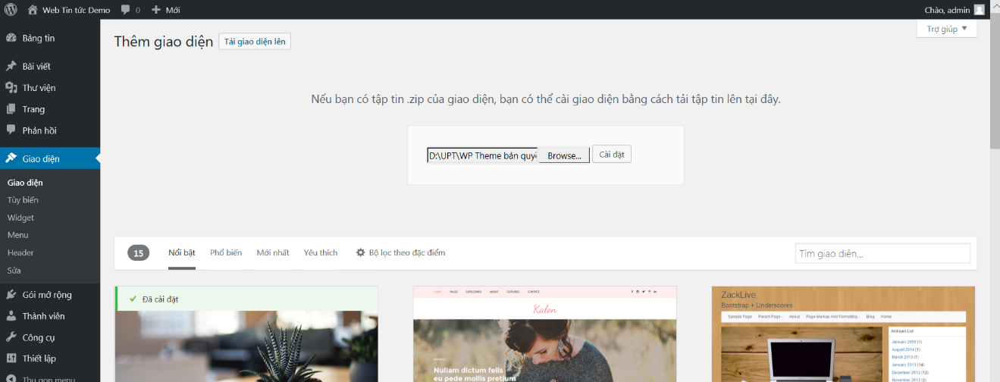 Web Tin tức Demo 0 Mới Chào, admin
Trợ giúp
Bảng tin
Bài viết
Thư viện
Trang
Phản hồi
Giao diện
Giao diện
Tùy biến
Widget
Menu
Header
Sửa
Gói mở rộng
Thành viên
Công cụ
Thiết lập
Thu gọn menu
Thêm giao diện Tải giao diện lên
Nếu bạn có tập tin .zip của giao diện, bạn có thể cài giao diện bằng cách tải tập tin lên tại đây.
D:\UPT\WP Theme bản quyề Browse... Cài đặt
15 Nổi bật Phổ biến Mới nhất Yêu thích Bộ lọc theo đặc điểm Tìm giao diện...
Đã cài đặt
HOME PAGES CATEGORIES ABOUT FEATURES CONTACT
Kalon
Nullam dictum felis
eu pede mollis pretium
ZackLive
Bootstrap + Underscores
Sample Page Parent Page About Page Markup And Formatting Blog Home
Archives List
January 2050 (1)
August 2014 (1)
March 2013 (7)
January 2013 (14)
December 2012 (12)
November 2012 (2)